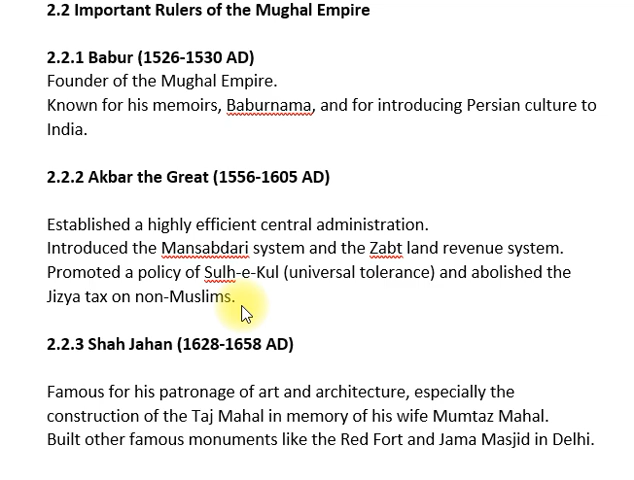 2.2 Important Rulers of the Mughal Empire
2.2.1 Babur (1526-1530 AD)
Founder of the Mughal Empire.
Known for his memoirs, Baburnama, and for introducing Persian culture to
India.
2.2.2 Akbar the Great (1556-1605 AD)
Established a highly efficient central administration.
Introduced the Mansabdari system and the Zabt land revenue system.
Promoted a policy of Sulh-e-Kul (universal tolerance) and abolished the
Jizya tax on non-Muslims.
2.2.3 Shah Jahan (1628-1658 AD)
Famous for his patronage of art and architecture, especially the
construction of the Taj Mahal in memory of his wife Mumtaz Mahal.
Built other famous monuments like the Red Fort and Jama Masjid in Delhi.